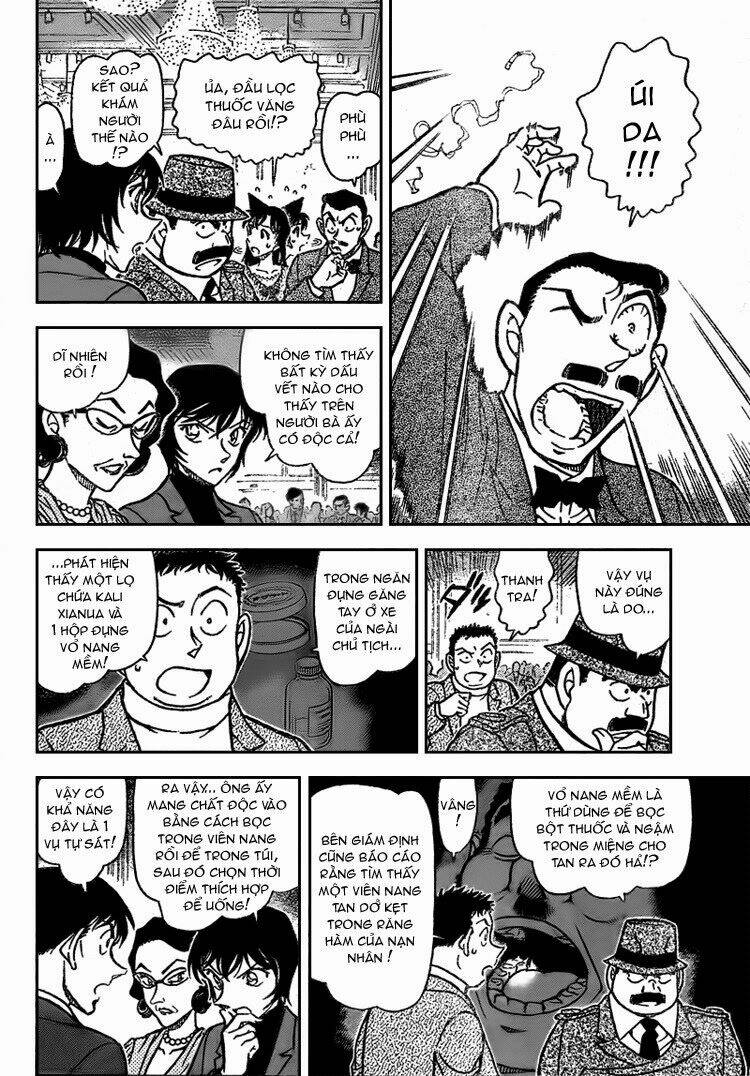 ÚI
DA
!!!
PHÙ
PHÙ
...
ỦA, ĐẦU LỌC
THUỐC VĂNG
ĐÂU RỒI!?
SAO?
KẾT QUẢ
KHÁM
NGƯỜI
THẾ NÀO
!?
À
...
KHÔNG TÌM THẤY
BẤT KỲ DẤU
VẾT NÀO CHO
THẤY TRÊN
NGƯỜI BÀ ẤY
CÓ ĐỘC CẢ!
DĨ NHIÊN
RỒI!
VẬY VỤ
NÀY ĐÚNG
LÀ DO...
THANH
TRA!
TRONG NGĂN
ĐỰNG GĂNG
TAY Ở XE
CỦA NGÀI
CHỦ TỊCH...
...PHÁT HIỆN
THẤY MỘT LỌ
CHỨA KALI
XIANUA VÀ
1 HỘP ĐỰNG
VỎ NANG
MỀM!
VỎ NANG MỀM LÀ
THỨ DÙNG ĐỂ BỌC
BỘT THUỐC VÀ NGẬM
TRONG MIỆNG CHO
TAN RA ĐÓ HẢ!?
VÂNG
!
BÊN GIÁM ĐỊNH
CŨNG BÁO CÁO
RẰNG TÌM THẤY
MỘT VIÊN NANG
TAN DỞ KẸT
TRONG RĂNG
HÀM CỦA NẠN
NHÂN!
RA VẬY.. ÔNG ẤY
MANG CHẤT ĐỘC VÀO
BẰNG CÁCH BỌC
TRONG VIÊN NANG
RỒI ĐỂ TRONG TÚI,
SAU ĐÓ CHỌN THỜI
ĐIỂM THÍCH HỢP
ĐỂ UỐNG!
VẬY CÓ
KHẢ NĂNG
ĐÂY LÀ 1
VỤ TỰ SÁT!